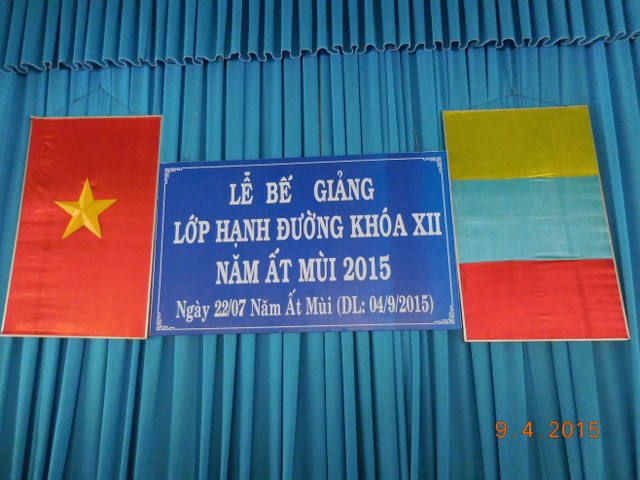 LỄ BẾ GIẢNG
LỚP HẠNH ĐƯỜNG KHÓA XII
NĂM ẤT MÙI 2015
Ngày 22/07 Năm Ất Mùi (DL: 04/9/2015)
9. 4. 2015